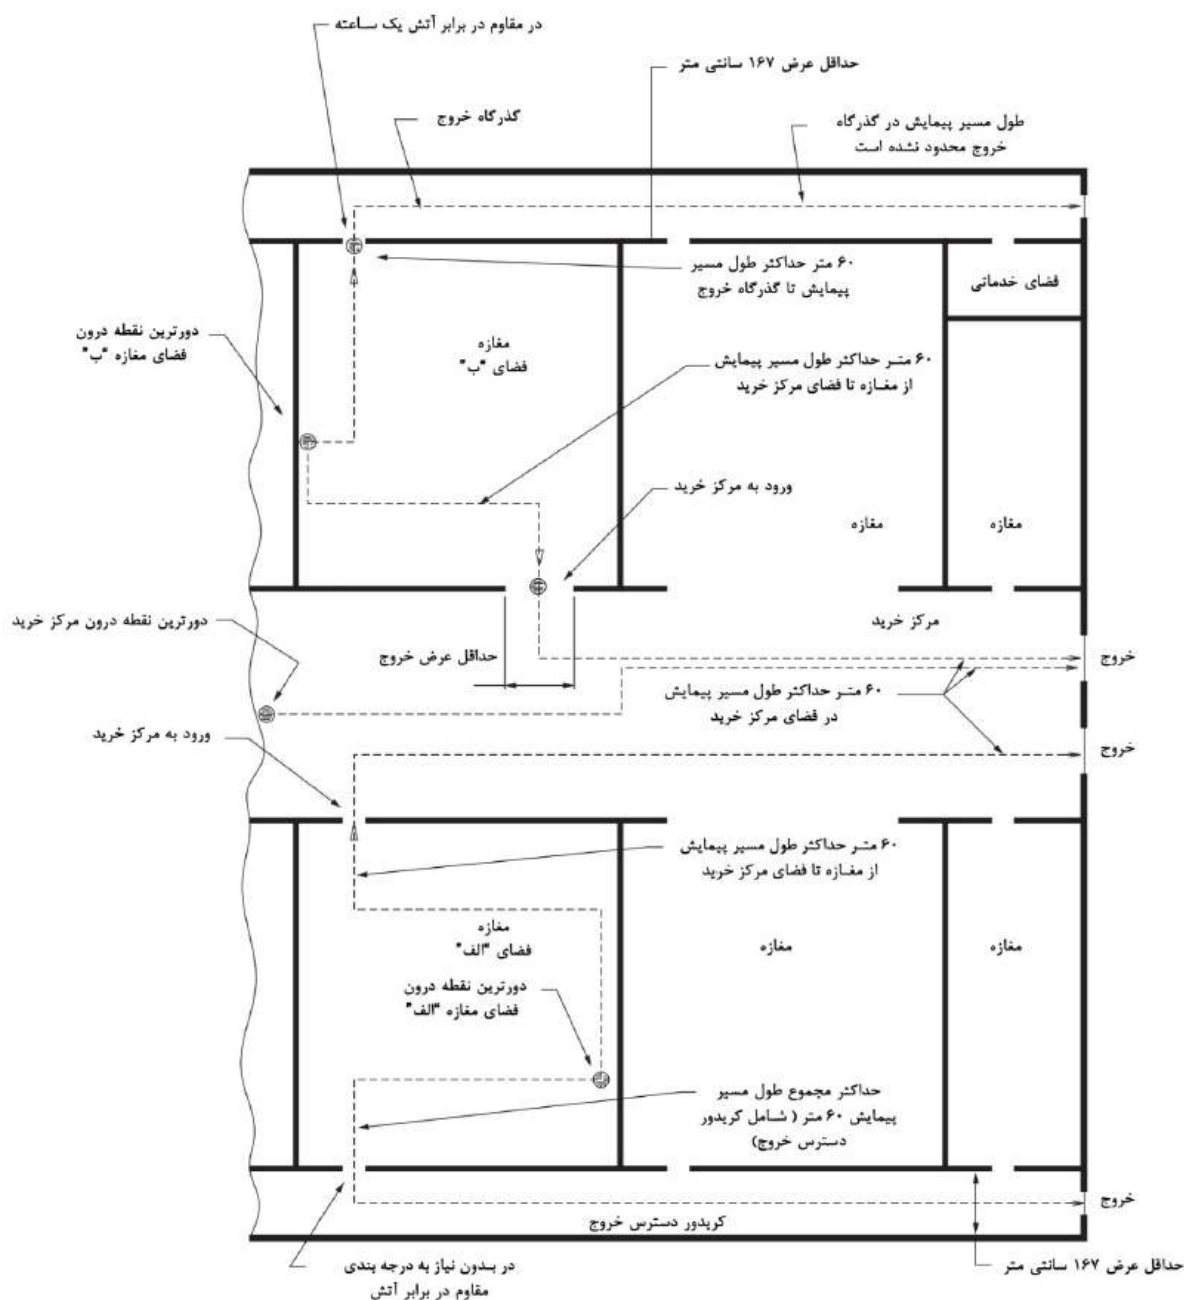 در مقاوم در برابر آتش یک ساعته
حداقل عرض ۱۶۷ سانتی متر
گذرگاه خروج
طول مسیر پیمایش در گذرگاه
خروج محدود نشده است
۶۰ متر حداکثر طول مسیر
پیمایش تا گذرگاه خروج
فضای خدماتی
دورترین نقطه درون
فضای مغازه "ب"
مغازه
فضای "ب"
۶۰ متر حداکثر طول مسیر پیمایش
از مغازه تا فضای مرکز خرید
ورود به مرکز خرید
مغازه
مغازه
دورترین نقطه درون مرکز خرید
مرکز خرید
حداقل عرض خروج
خروج
۶۰ متر حداکثر طول مسیر پیمایش
در فضای مرکز خرید
ورود به مرکز خرید
خروج
۶۰ متر حداکثر طول مسیر پیمایش
از مغازه تا فضای مرکز خرید
مغازه
فضای "الف"
مغازه
مغازه
دورترین نقطه درون
فضای مغازه "الف"
حداکثر مجموع طول مسیر
پیمایش ۶۰ متر ( شامل کریدور
دسترس خروج)
خروج
کریدور دسترس خروج
در بدون نیاز به درجه بندی
مقاوم در برابر آتش
حداقل عرض ۱۶۷ سانتی متر